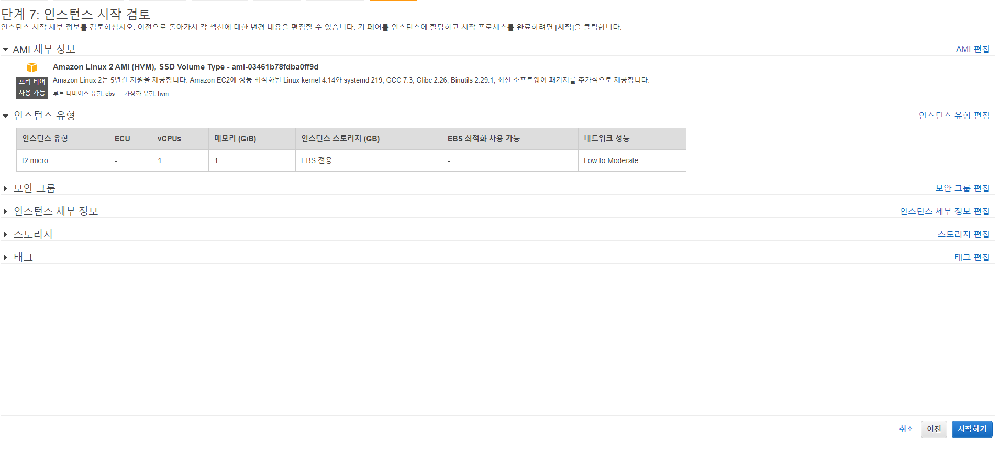 단계 7: 인스턴스 시작 검토
인스턴스 시작 세부 정보를 검토하십시오. 이전으로 돌아가서 각 섹션에 대한 변경 내용을 편집할 수 있습니다. 키 페어를 인스턴스에 할당하고 시작 프로세스를 완료하려면 [시작]을 클릭합니다.
AMI 세부 정보 AMI 편집
Amazon Linux 2 AMI (HVM), SSD Volume Type - ami-03461b78fdba0ff9d
프리 티어 사용 가능
Amazon Linux 2는 5년간 지원을 제공합니다. Amazon EC2에 성능 최적화된 Linux kernel 4.14와 systemd 219, GCC 7.3, Glibc 2.26, Binutils 2.29.1, 최신 소프트웨어 패키지를 추가적으로 제공합니다.
루트 디바이스 유형: ebs 가상화 유형: hvm
인스턴스 유형 인스턴스 유형 편집
인스턴스 유형 ECU vCPUs 메모리 (GiB) 인스턴스 스토리지 (GB) EBS 최적화 사용 가능 네트워크 성능
t2.micro - 1 1 EBS 전용 - Low to Moderate
보안 그룹 보안 그룹 편집
인스턴스 세부 정보 인스턴스 세부 정보 편집
스토리지 스토리지 편집
태그 태그 편집
취소 이전 시작하기